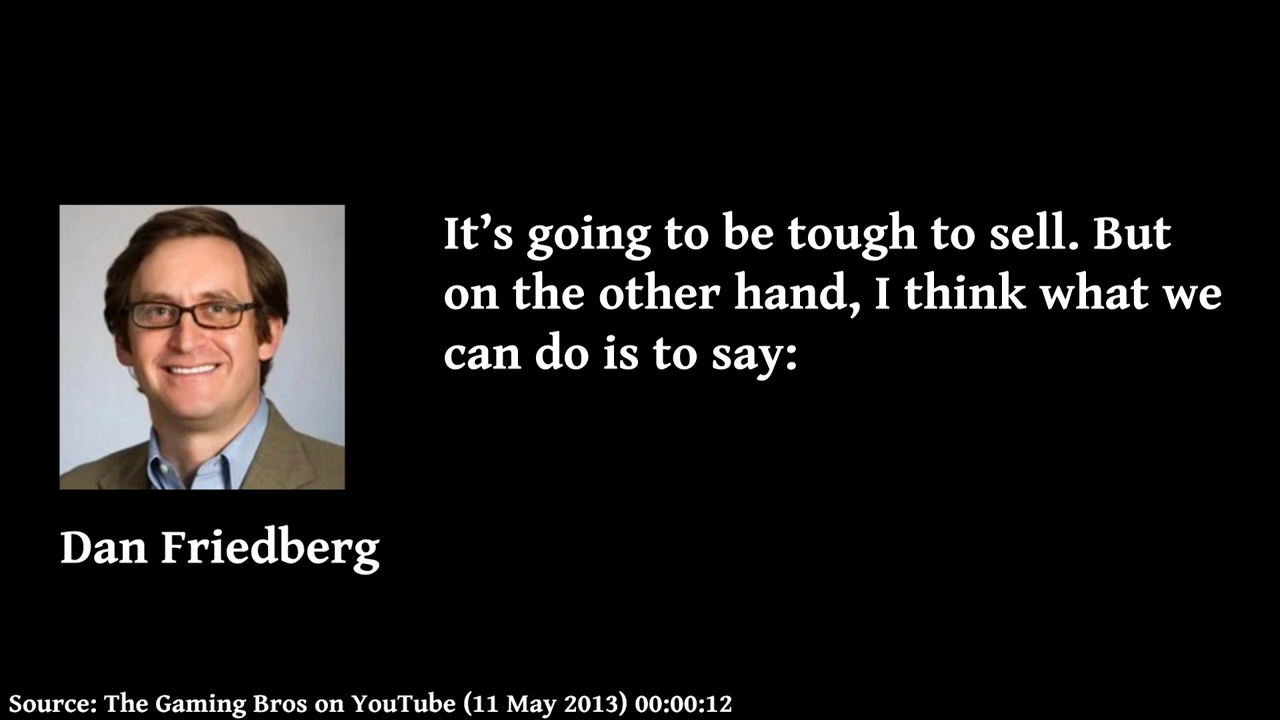 It’s going to be tough to sell. But
on the other hand, I think what we
can do is to say:
Dan Friedberg
Source: The Gaming Bros on YouTube (11 May 2013) 00:00:12